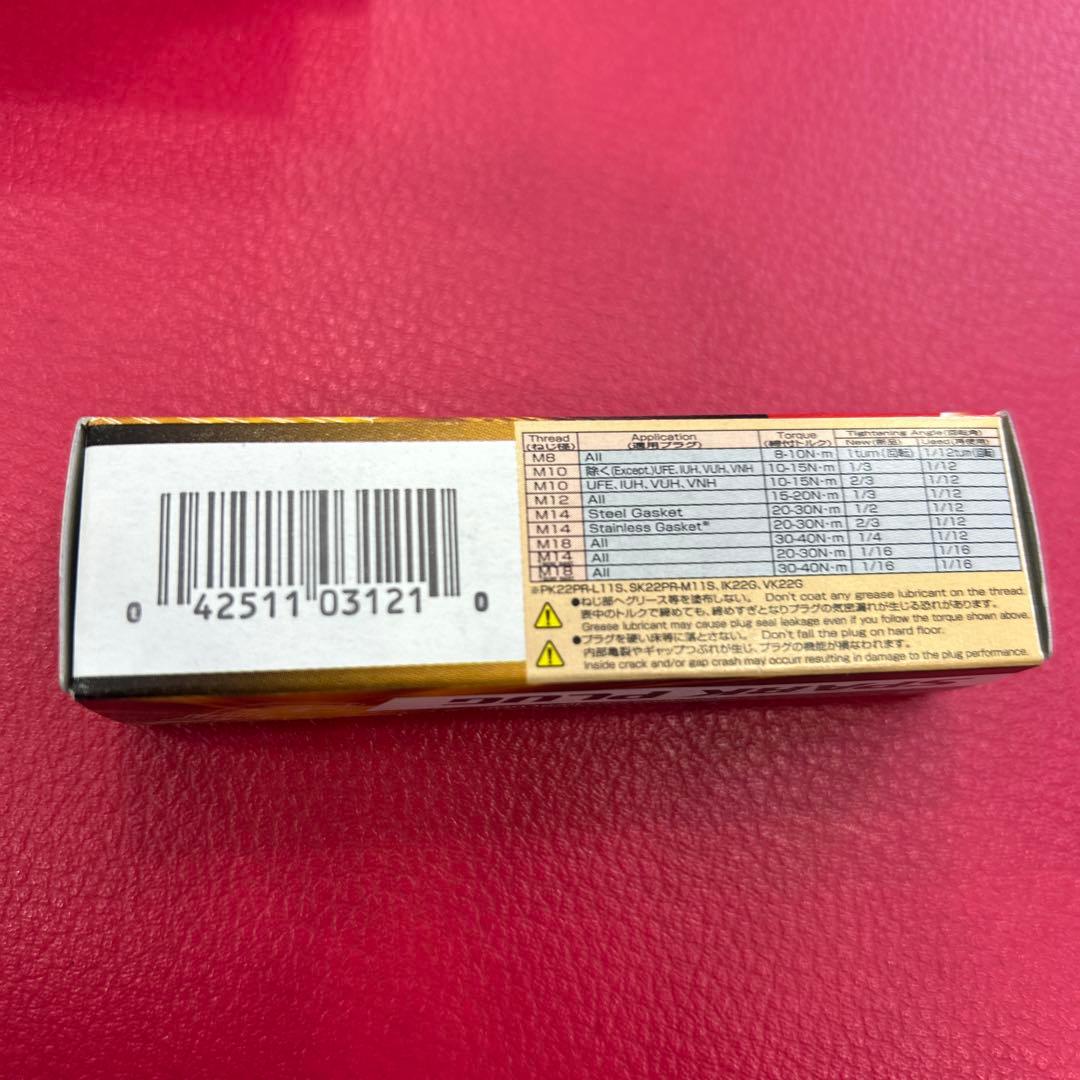 0 42511 03121 0
Thread Application Torque Tightening Angle(回転角)
(ねじ径) (適用プラグ) (締付トルク) New(新品) Used(再使用)
M8 All 8-10N·m 1turn(回転) 1/12turn(回転)
M10 除く(Except.)UFE、IUH、VUH、VNH 10-15N·m 1/3 1/12
M10 UFE、IUH、VUH、VNH 10-15N·m 2/3 1/12
M12 All 15-20N·m 1/3 1/12
M14 Steel Gasket 20-30N·m 1/2 1/12
M14 Stainless Gasket※ 20-30N·m 2/3 1/12
M18 All 30-40N·m 1/4 1/12
M14 All 20-30N·m 1/16 1/16
M18 All 30-40N·m 1/16 1/16
※PK22PR-L11S、SK22PR-M11S、IK22G、VK22G
●ねじ部へグリース等を塗布しない。 Don't coat any grease lubricant on the thread.
表中のトルクで締めても、締めすぎとなりプラグの気密漏れが生じる恐れがあります。
Grease lubricant may cause plug seal leakage even if you follow the torque shown above.
●プラグを硬い床等に落とさない。 Don't fall the plug on hard floor.
内部亀裂やギャップつぶれが生じ、プラグの機能が損なわれます。
Inside crack and/or gap crash may occurr resulting in damage to the plug performance.
SPARK PLUG